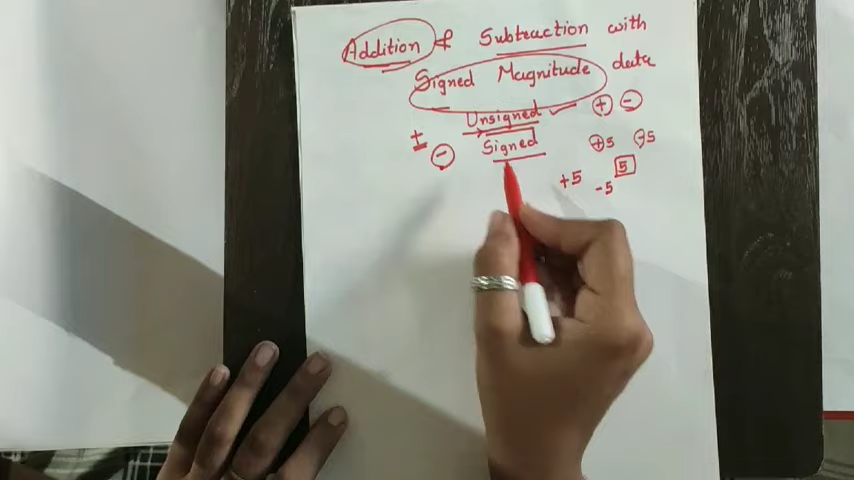 Addition & Subtraction with
Signed Magnitude data
Unsigned ✓ + -
± - Signed +5 -5
5
+5 -5